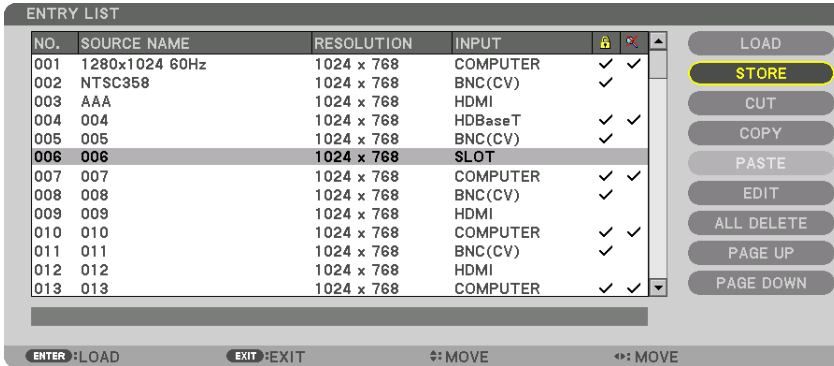 ENTRY LIST
NO. SOURCE NAME RESOLUTION INPUT
001 1280x1024 60Hz 1024 x 768 COMPUTER
002 NTSC358 1024 x 768 BNC(CV)
003 AAA 1024 x 768 HDMI
004 004 1024 x 768 HDBaseT
005 005 1024 x 768 BNC(CV)
006 006 1024 x 768 SLOT
007 007 1024 x 768 COMPUTER
008 008 1024 x 768 BNC(CV)
009 009 1024 x 768 HDMI
010 010 1024 x 768 COMPUTER
011 011 1024 x 768 BNC(CV)
012 012 1024 x 768 HDMI
013 013 1024 x 768 COMPUTER
LOAD
STORE
CUT
COPY
PASTE
EDIT
ALL DELETE
PAGE UP
PAGE DOWN
ENTER :LOAD EXIT :EXIT :MOVE :MOVE